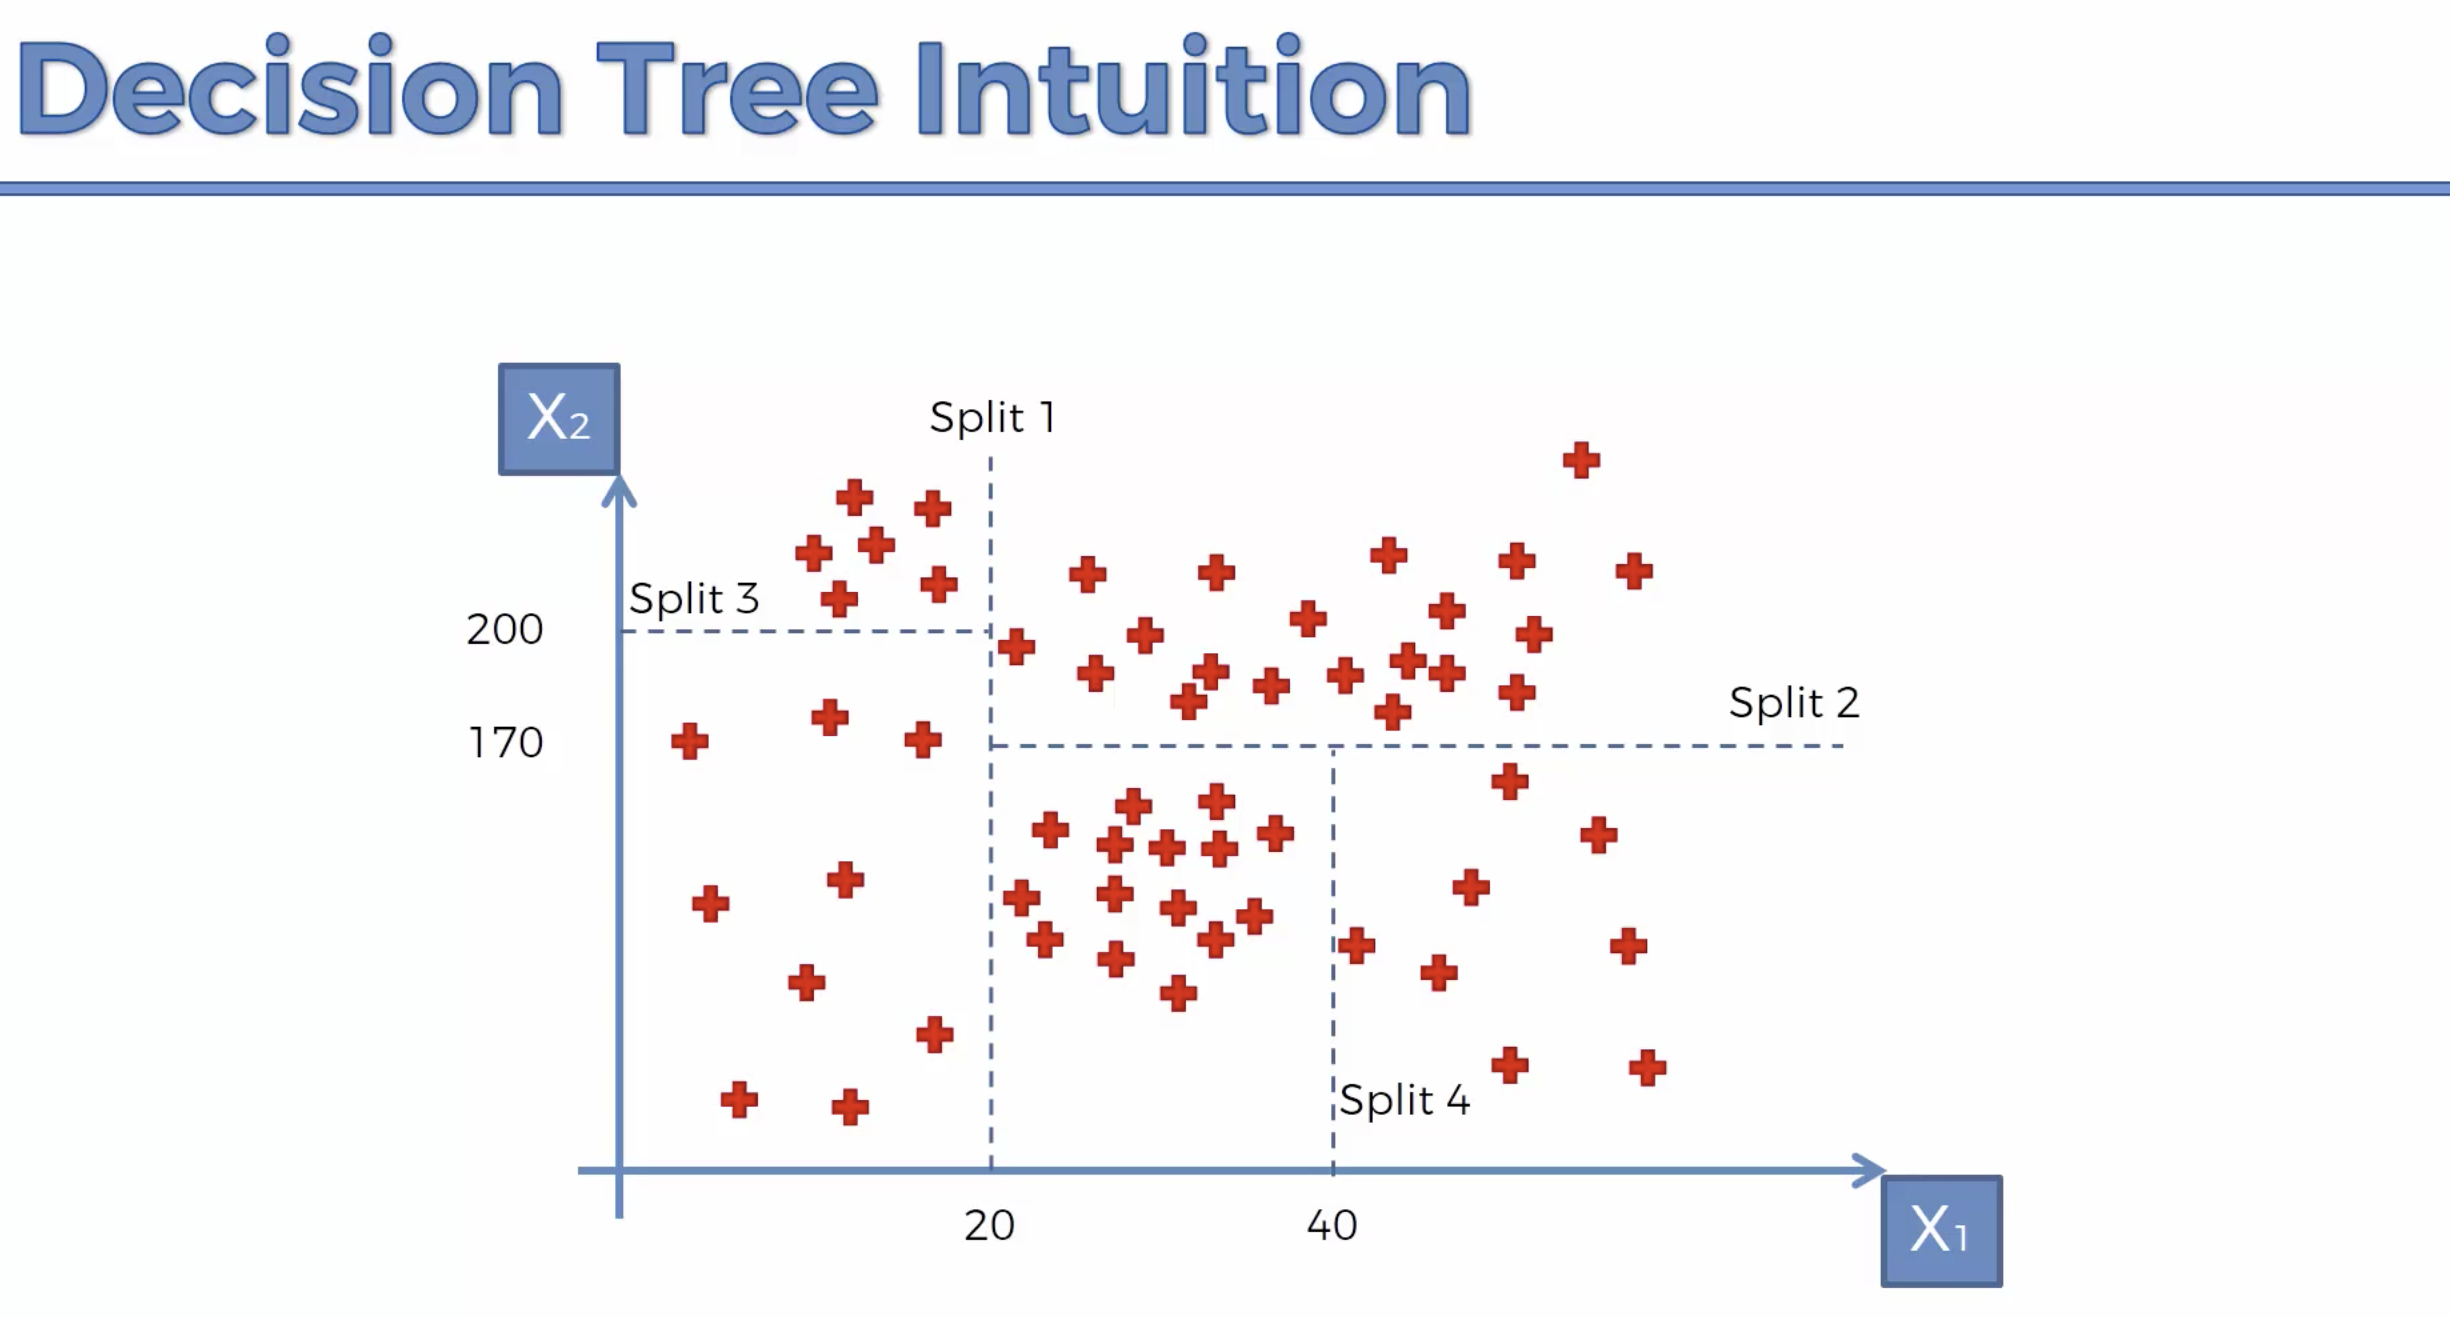 Decision Tree Intuition
X2
Split 1
Split 3
200
170
Split 2
Split 4
20
40
X1